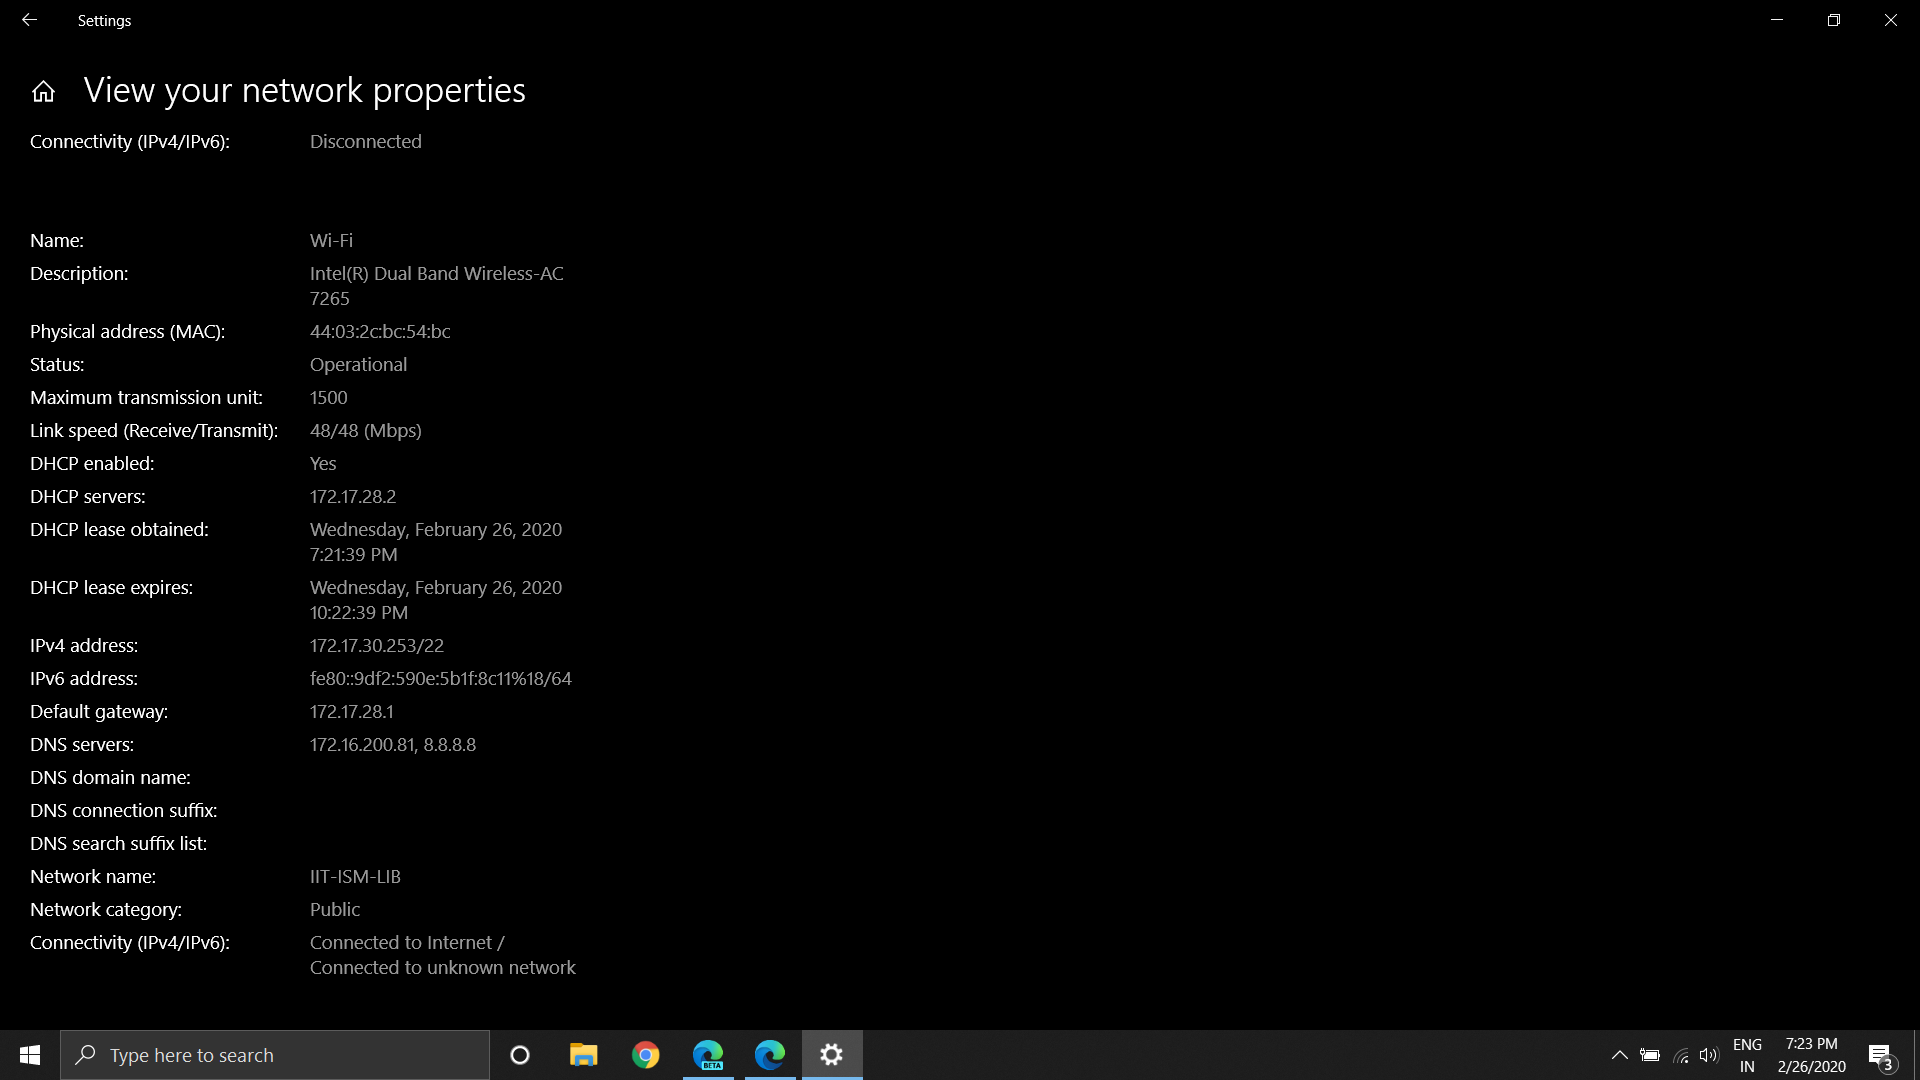 Settings
View your network properties
Connectivity (IPv4/IPv6): Disconnected
Name: Wi-Fi
Description: Intel(R) Dual Band Wireless-AC
7265
Physical address (MAC): 44:03:2c:bc:54:bc
Status: Operational
Maximum transmission unit: 1500
Link speed (Receive/Transmit): 48/48 (Mbps)
DHCP enabled: Yes
DHCP servers: 172.17.28.2
DHCP lease obtained: Wednesday, February 26, 2020
7:21:39 PM
DHCP lease expires: Wednesday, February 26, 2020
10:22:39 PM
IPv4 address: 172.17.30.253/22
IPv6 address: fe80::9df2:590e:5b1f:8c11%18/64
Default gateway: 172.17.28.1
DNS servers: 172.16.200.81, 8.8.8.8
DNS domain name:
DNS connection suffix:
DNS search suffix list:
Network name: IIT-ISM-LIB
Network category: Public
Connectivity (IPv4/IPv6): Connected to Internet /
Connected to unknown network
Type here to search
BETA
ENG
IN
7:23 PM
2/26/2020
3